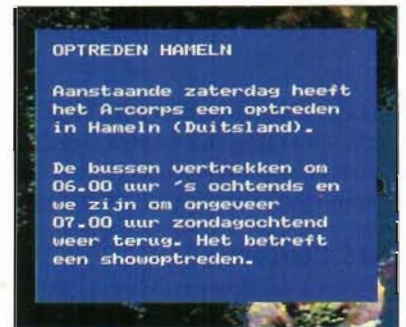 OPTREDEN HAMELN
Aanstaande zaterdag heeft
het A-corps een optreden
in Hameln (Duitsland).
De bussen vertrekken om
06.00 uur 's ochtends en
we zijn om ongeveer
07.00 uur zondagochtend
weer terug. Het betreft
een showoptreden.